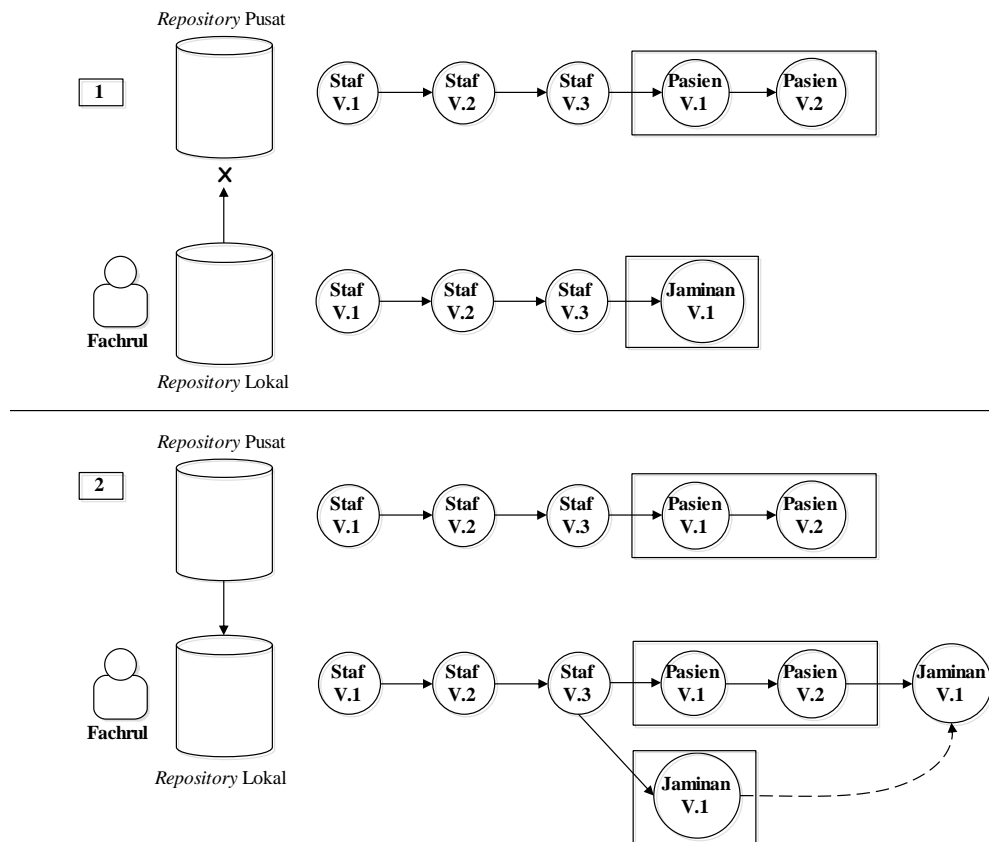 Repository Pusat
1
Staf
V.1
Staf
V.2
Staf
V.3
Pasien
V.1
Pasien
V.2
X
Fachrul
Staf
V.1
Staf
V.2
Staf
V.3
Jaminan
V.1
Repository Lokal
Repository Pusat
2
Staf
V.1
Staf
V.2
Staf
V.3
Pasien
V.1
Pasien
V.2
Fachrul
Staf
V.1
Staf
V.2
Staf
V.3
Pasien
V.1
Pasien
V.2
Jaminan
V.1
Repository Lokal
Jaminan
V.1